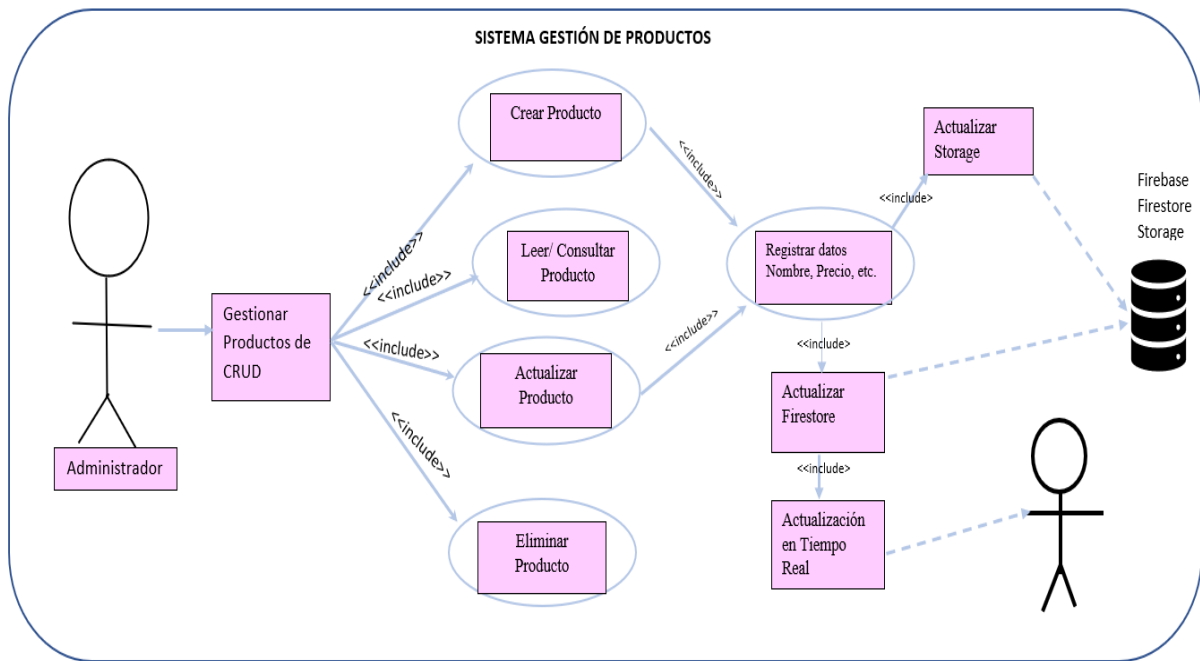 SISTEMA GESTIÓN DE PRODUCTOS
Crear Producto
Actualizar
Storage
<<include>>
<<include>
Firebase
Firestore
Storage
<<include>>
Leer/ Consultar
Producto
Registrar datos
Nombre, Precio, etc.
<<include>>
Gestionar
Productos de
CRUD
<<include>>
<<include>>
<<include>
Actualizar
Producto
Actualizar
Firestore
<<include>>
Administrador
<<include>
Actualización
en Tiempo
Real
Eliminar
Producto